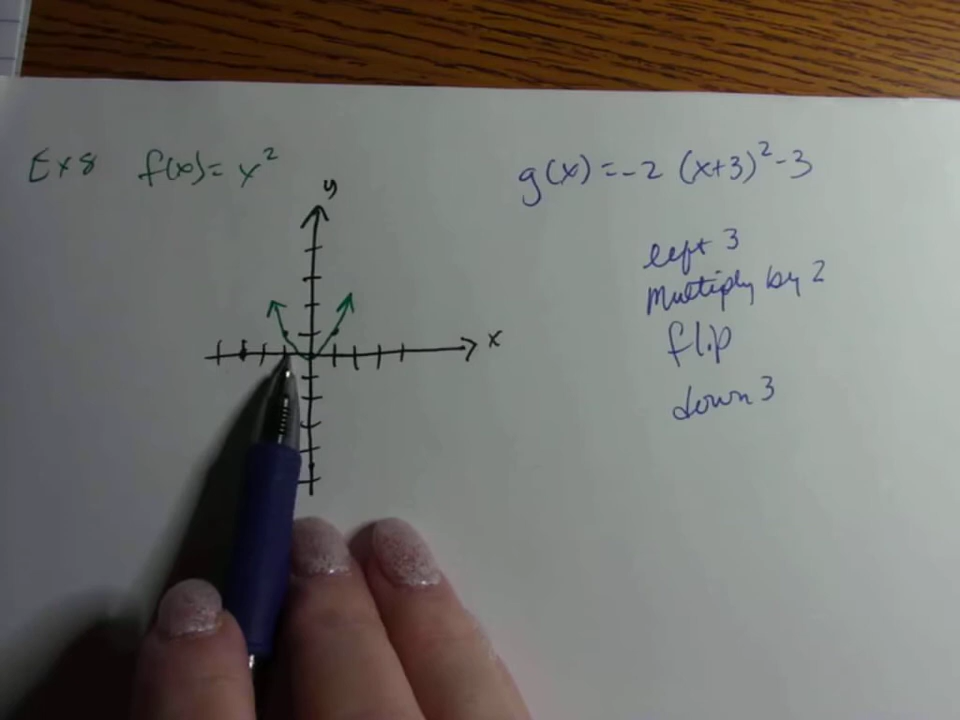 Ex 8 f(x) = x²
g(x) = -2 (x+3)² - 3
y
x
left 3
Multiply by 2
flip
down 3